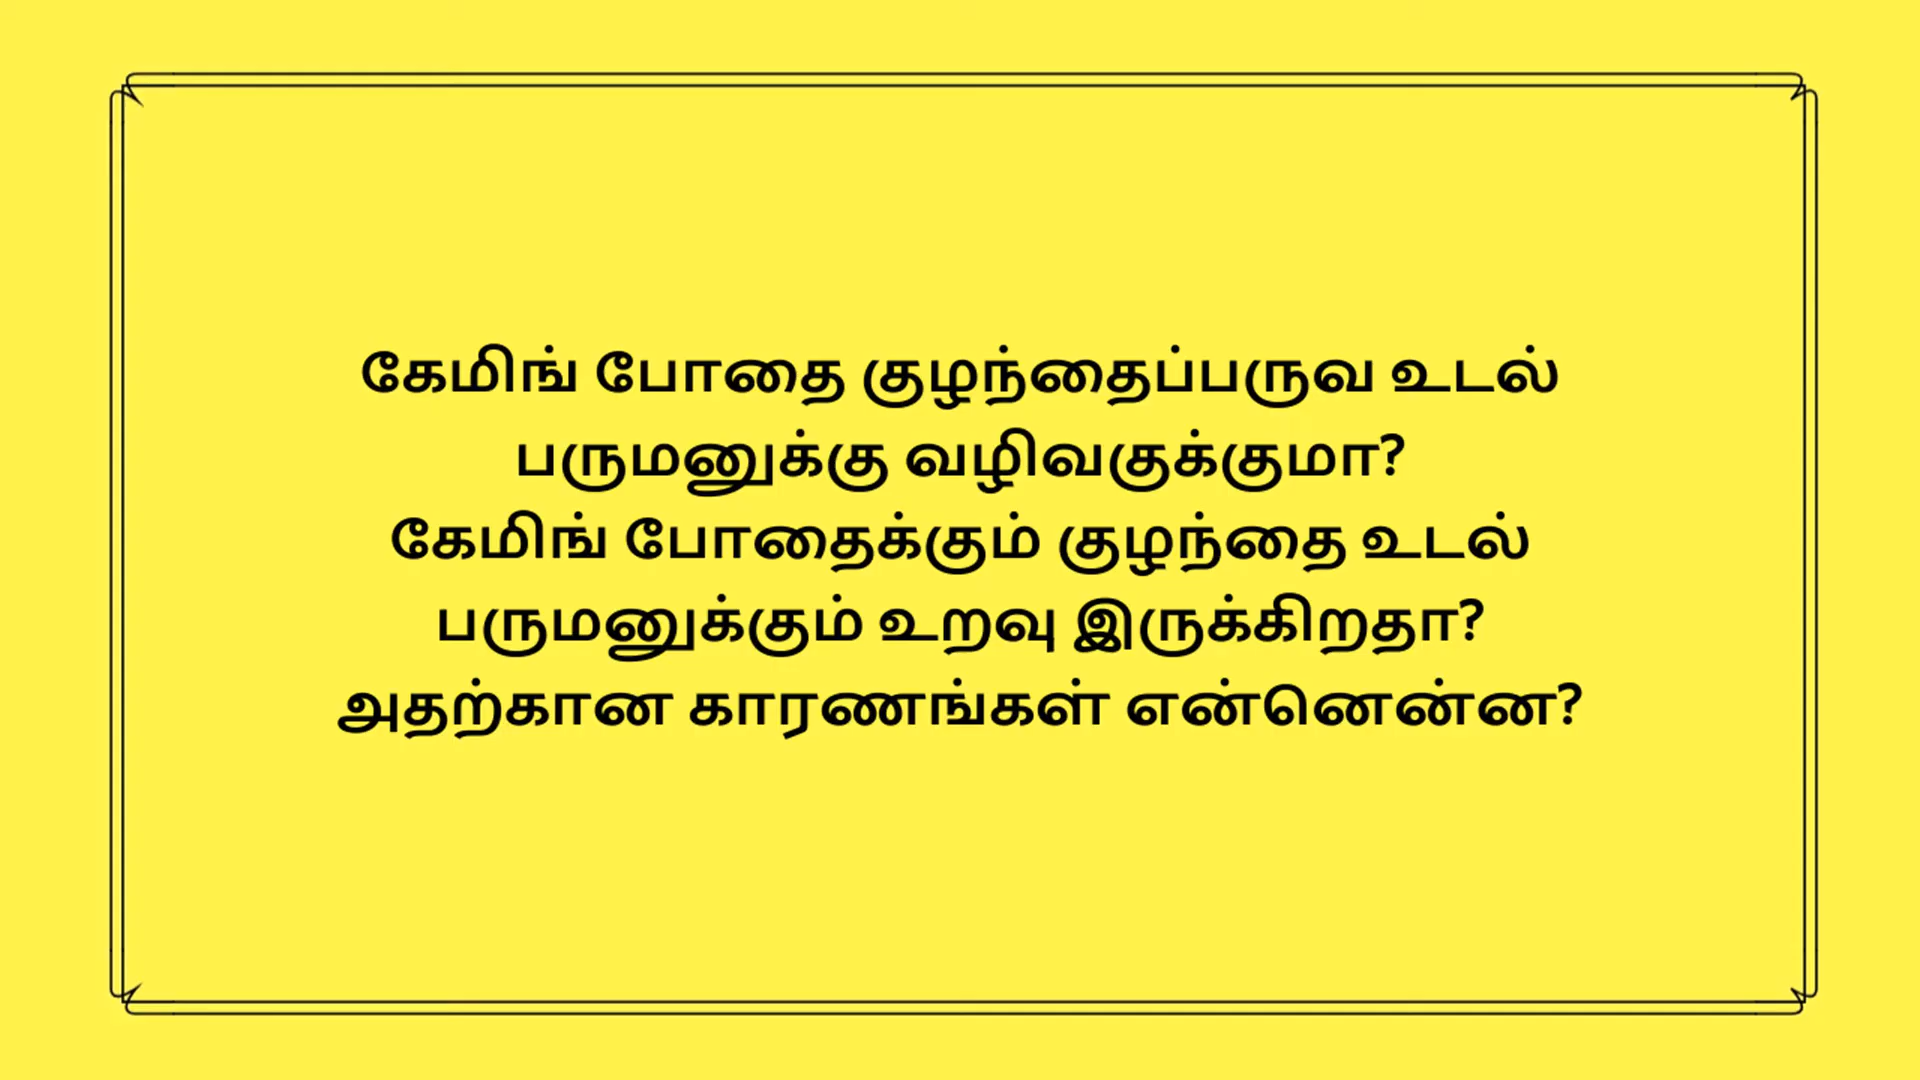 கேமிங் போதை குழந்தைப்பருவ உடல்
பருமனுக்கு வழிவகுக்குமா?
கேமிங் போதைக்கும் குழந்தை உடல்
பருமனுக்கும் உறவு இருக்கிறதா?
அதற்கான காரணங்கள் என்னென்ன?